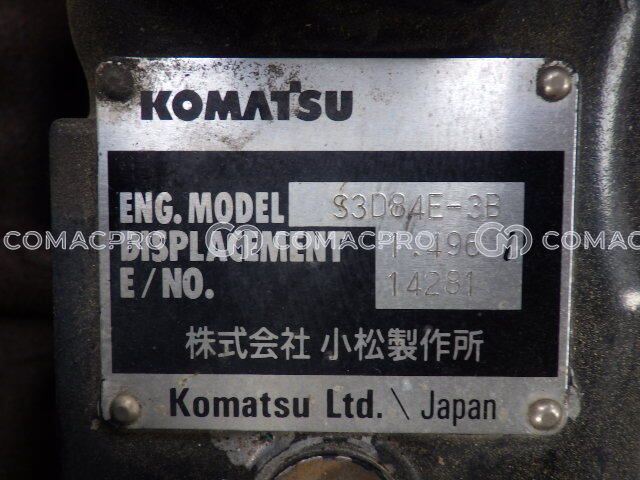 KOMATSU
ENG. MODEL S3D84E-3B
COMACPRO COMACPRO COMACPRO
DISPLACEMENT 1.496 ℓ
E/NO. 14281
株式会社 小松製作所
Komatsu Ltd. \ Japan